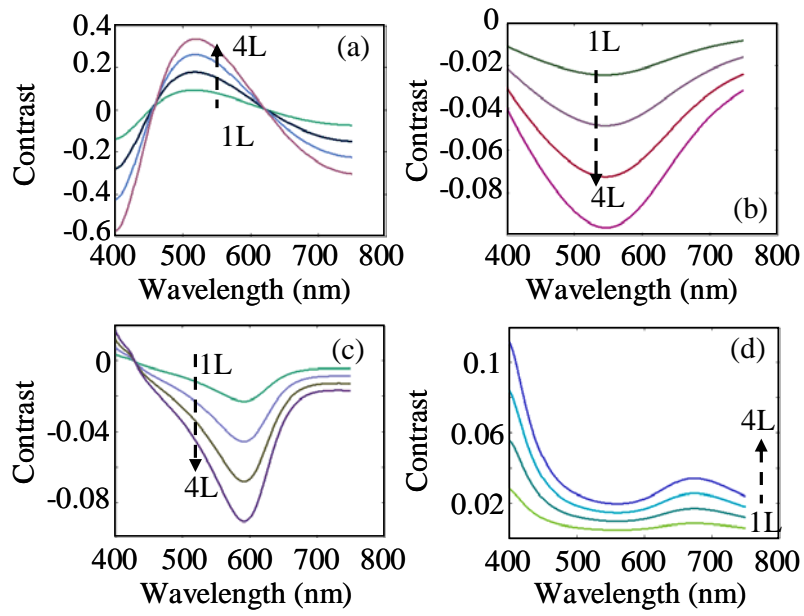 0.4
0.2
0
-0.2
-0.4
-0.6
Contrast
4L
(a)
1L
400 500 600 700 800
Wavelength (nm)
0
-0.02
-0.04
-0.06
-0.08
Contrast
1L
4L
(b)
400 500 600 700 800
Wavelength (nm)
0
-0.04
-0.08
Contrast
1L
(c)
4L
400 500 600 700 800
Wavelength (nm)
0.1
0.06
0.02
Contrast
(d)
4L
1L
400 500 600 700 800
Wavelength (nm)